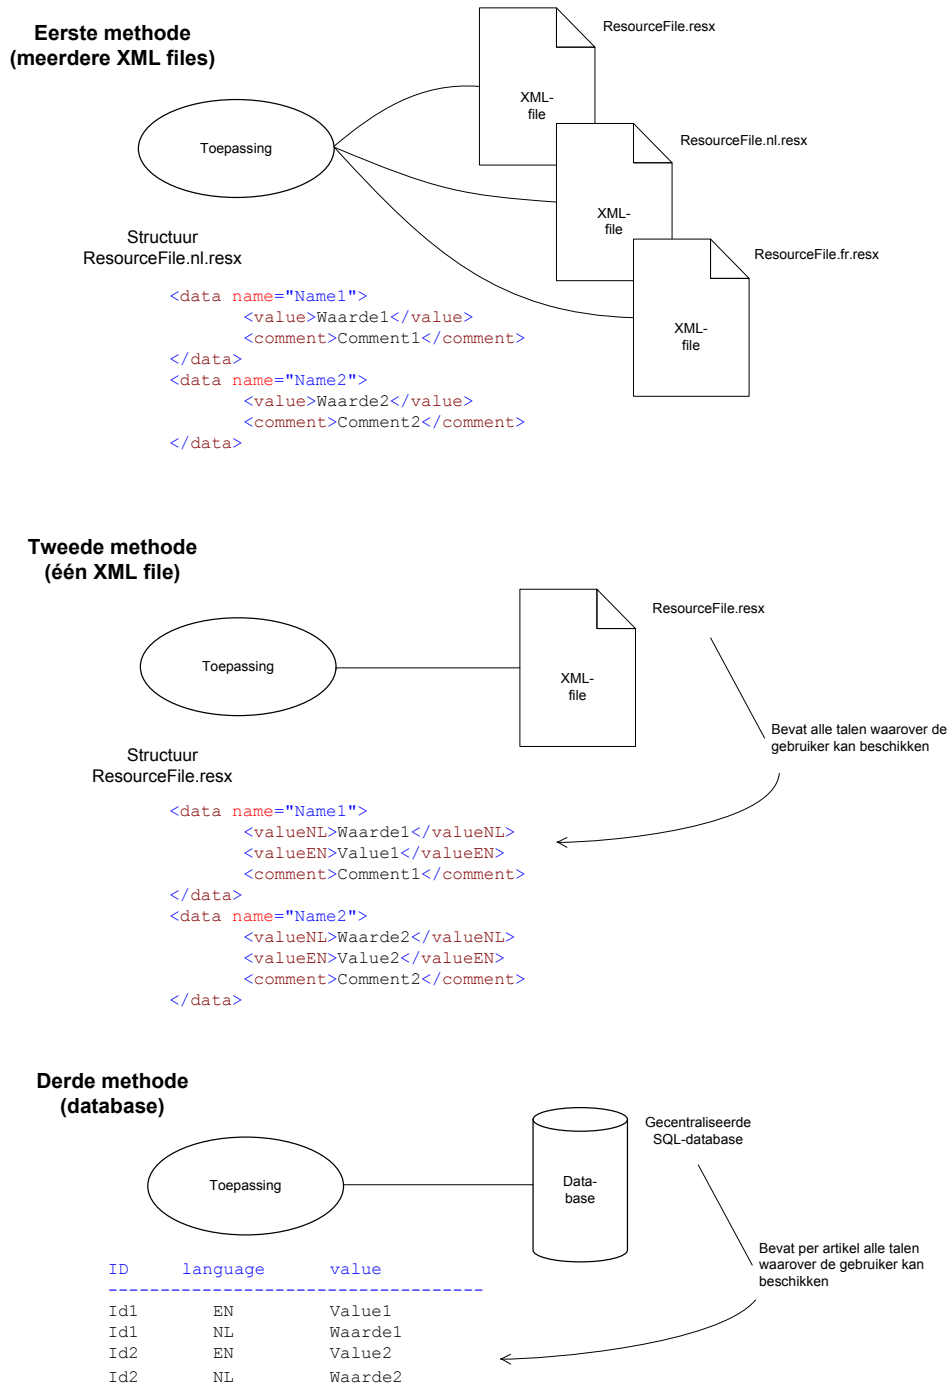 Eerste methode
(meerdere XML files)
ResourceFile.resx
XML-
file
Toepassing
ResourceFile.nl.resx
XML-
file
ResourceFile.fr.resx
XML-
file
Structuur
ResourceFile.nl.resx
<data name="Name1">
<value>Waarde1</value>
<comment>Comment1</comment>
</data>
<data name="Name2">
<value>Waarde2</value>
<comment>Comment2</comment>
</data>
Tweede methode
(één XML file)
ResourceFile.resx
Toepassing
XML-
file
Bevat alle talen waarover de
gebruiker kan beschikken
Structuur
ResourceFile.resx
<data name="Name1">
<valueNL>Waarde1</valueNL>
<valueEN>Value1</valueEN>
<comment>Comment1</comment>
</data>
<data name="Name2">
<valueNL>Waarde2</valueNL>
<valueEN>Value2</valueEN>
<comment>Comment2</comment>
</data>
Derde methode
(database)
Gecentraliseerde
SQL-database
Toepassing
Data-
base
Bevat per artikel alle talen
waarover de gebruiker kan
beschikken
ID language value
------------------------------------
Id1 EN Value1
Id1 NL Waarde1
Id2 EN Value2
Id2 NL Waarde2